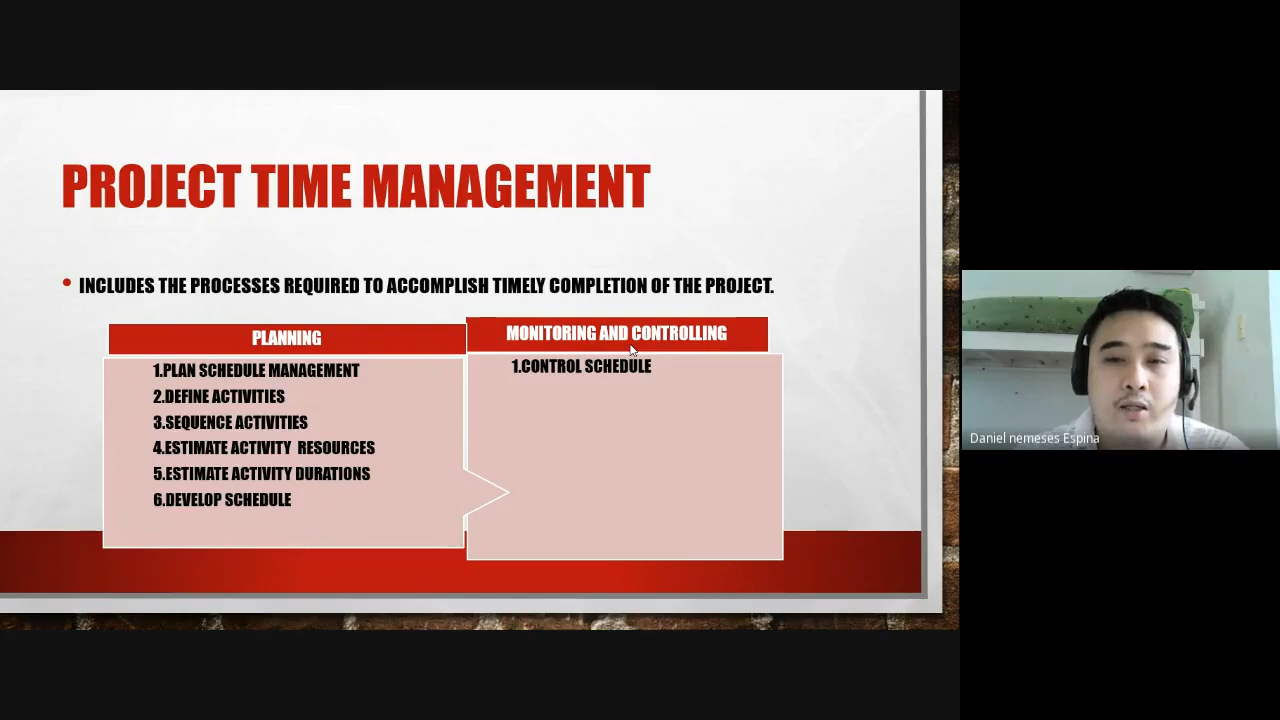 PROJECT TIME MANAGEMENT
• INCLUDES THE PROCESSES REQUIRED TO ACCOMPLISH TIMELY COMPLETION OF THE PROJECT.
PLANNING
1.PLAN SCHEDULE MANAGEMENT
2.DEFINE ACTIVITIES
3.SEQUENCE ACTIVITIES
4.ESTIMATE ACTIVITY  RESOURCES
5.ESTIMATE ACTIVITY DURATIONS
6.DEVELOP SCHEDULE
MONITORING AND CONTROLLING
1.CONTROL SCHEDULE
Daniel nemeses Espina